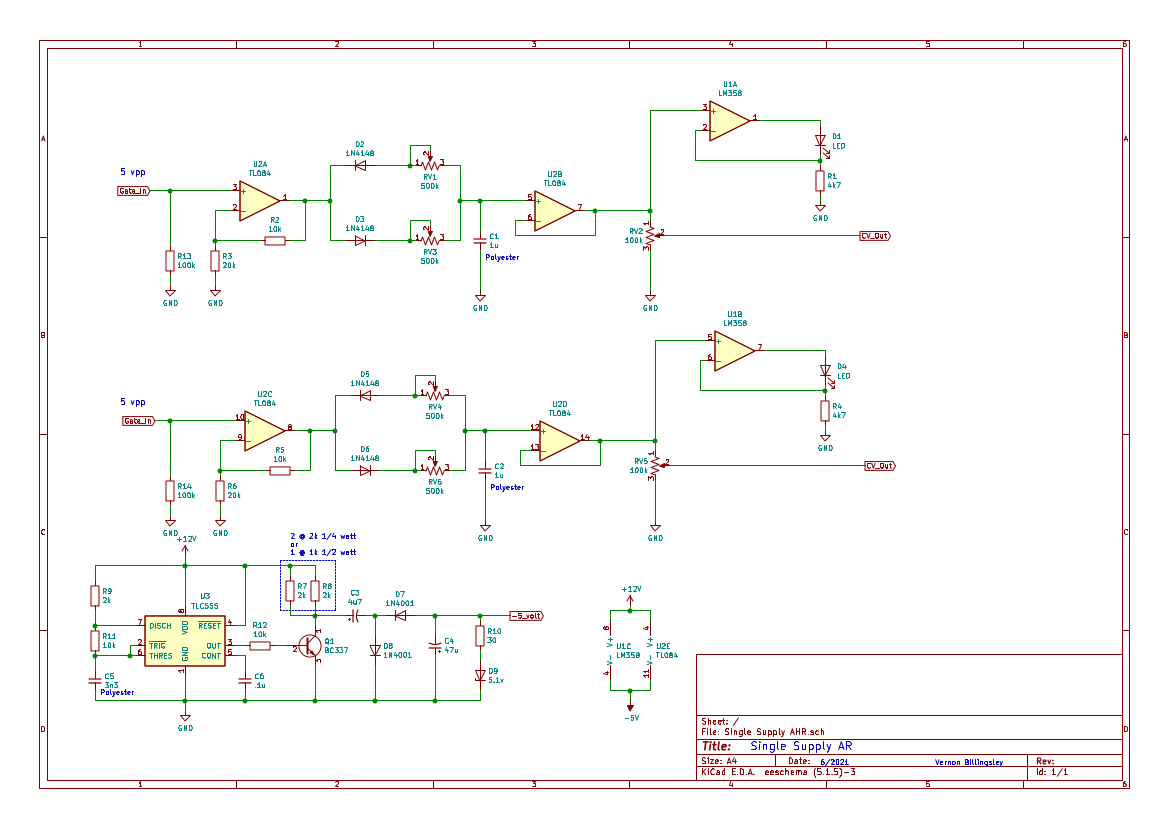 1 2 3 4 5 6
A A
B B
C C
D D
U1A
LM358
3
2
1
D1
LED
R1
4k7
GND
5 vpp
Gate_In
R13
100k
GND
U2A
TL084
3
2
1
R2
10k
R3
20k
GND
D2
1N4148
D3
1N4148
1 2 3
RV1
500k
1 2 3
RV3
500k
C1
1u
Polyester
GND
U2B
TL084
5
6
7
RV2
100k
1
2
3
GND
CV_Out
U1B
LM358
5
6
7
D4
LED
R4
4k7
GND
5 vpp
Gate_In
R14
100k
GND
U2C
TL084
10
9
8
R5
10k
R6
20k
GND
D5
1N4148
D6
1N4148
1 2 3
RV4
500k
1 2 3
RV6
500k
C2
1u
Polyester
GND
U2D
TL084
12
13
14
RV5
100k
1
2
3
GND
CV_Out
+12V
2 @ 2k 1/4 watt
or
1 @ 1k 1/2 watt
R9
2k
R11
10k
C5
3n3
Polyester
U3
TLC555
7 DISCH
2 TRIG
6 THRES
8 VDD
GND 1
RESET 4
OUT 3
CONT 5
GND
C6
.1u
R12
10k
R7
2k
R8
2k
Q1
BC337
1
2
3
C3
4u7
D7
1N4001
D8
1N4001
C4
47u
-5_volt
R10
30
D9
5.1v
+12V
8 V+
4 V-
U1C
LM358
4 V+
11 V-
U2E
TL084
-5V
Sheet: /
File: Single Supply AHR.sch
Title: Single Supply AR
Size: A4 Date: 6/2021 Vernon Billingsley Rev:
KiCad E.D.A. eeschema (5.1.5)-3 Id: 1/1
1 2 3 4 5 6